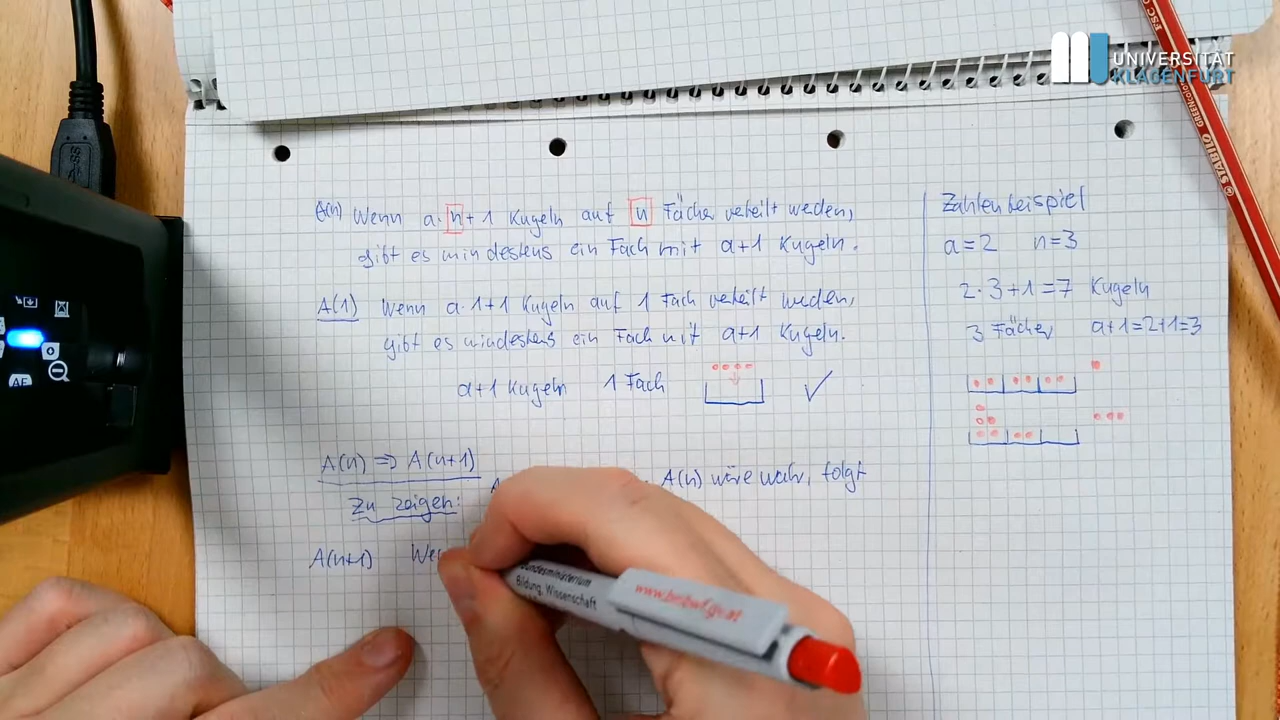 UNIVERSITÄT
KLAGENFURT
STABILO
A(n) Wenn a·n+1 Kugeln auf n Fächer verteilt werden,
gibt es mindestens ein Fach mit a+1 Kugeln.
A(1) Wenn a·1+1 Kugeln auf 1 Fach verteilt werden,
gibt es mindestens ein Fach mit a+1 Kugeln.
a+1 Kugeln 1 Fach ✓
A(n) => A(n+1)
A(n) wäre wahr, folgt
Zu zeigen:
A(n+1) We
Zahlenbeispiel
a=2 n=3
2·3+1=7 Kugeln
3 Fächer a+1=2+1=3
Bundesministerium
Bildung, Wissenschaft
www.bmbwf.gv.at
SS
AF